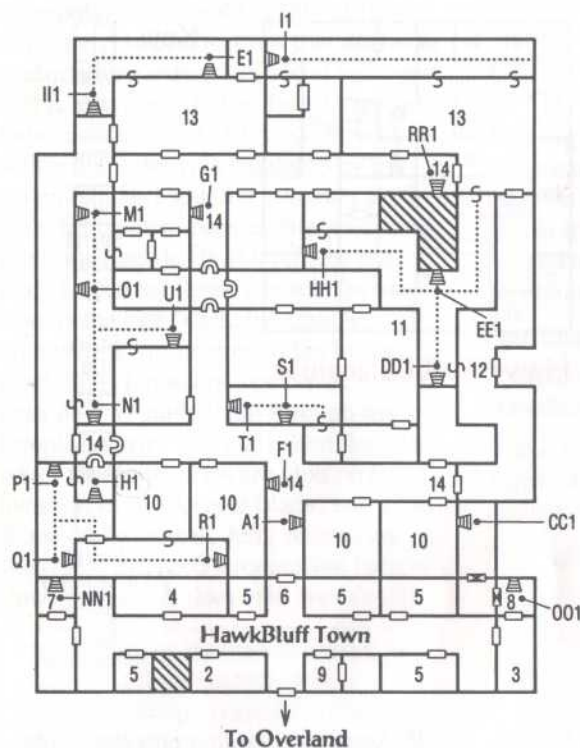 I1
E1
II1
13
13
RR1
14
G1
M1
14
HH1
O1
U1
EE1
11
S1
DD1
12
N1
T1
14
F1
P1
H1
14
14
10
10
R1
A1
10
10
CC1
Q1
7
NN1
4
5
6
5
5
8
OO1
HawkBluff Town
5
2
9
5
3
To Overland